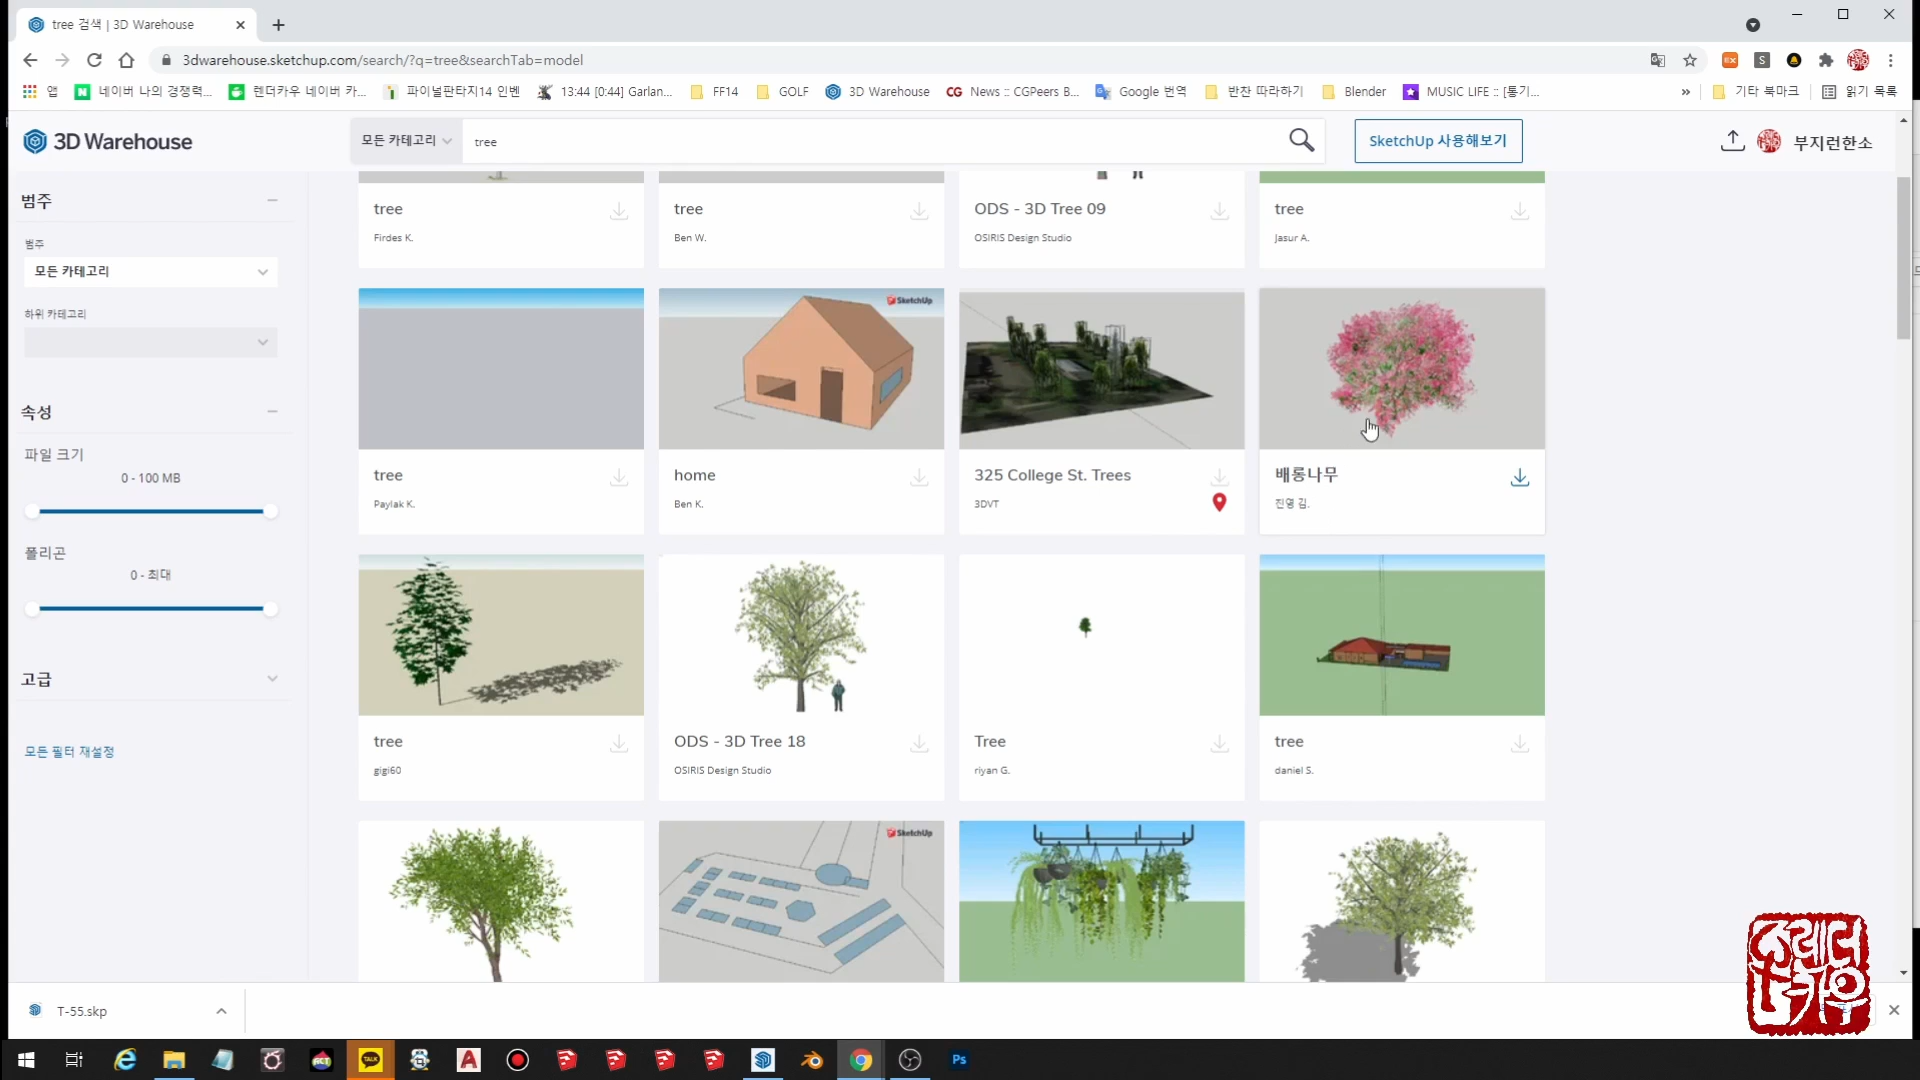 tree 검색 | 3D Warehouse
3dwarehouse.sketchup.com/search/?q=tree&searchTab=model
앱 네이버 나의 경쟁력... 렌더카우 네이버 카... 파이널판타지14 인벤 13:44 [0:44] Garlan... FF14 GOLF 3D Warehouse CG News :: CGPeers B... Google 번역 반찬 따라하기 Blender MUSIC LIFE :: [통기... » 기타 북마크 읽기 목록
3D Warehouse 모든 카테고리 tree SketchUp 사용해보기 부지런한소
범주
범주
모든 카테고리
하위 카테고리
속성
파일 크기
0 - 100 MB
폴리곤
0 - 최대
고급
모든 필터 재설정
tree
Firdes K.
tree
Ben W.
ODS - 3D Tree 09
OSIRIS Design Studio
tree
Jasur A.
tree
Paylak K.
SketchUp
home
Ben K.
325 College St. Trees
3DVT
배롱나무
진영 김.
tree
gigi60
ODS - 3D Tree 18
OSIRIS Design Studio
Tree
riyan G.
tree
daniel S.
SketchUp
T-55.skp
TALK
Ps